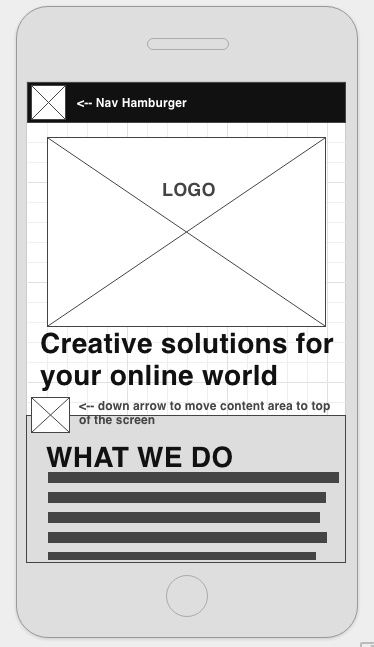 <-- Nav Hamburger
LOGO
Creative solutions for
your online world
<-- down arrow to move content area to top
of the screen
WHAT WE DO